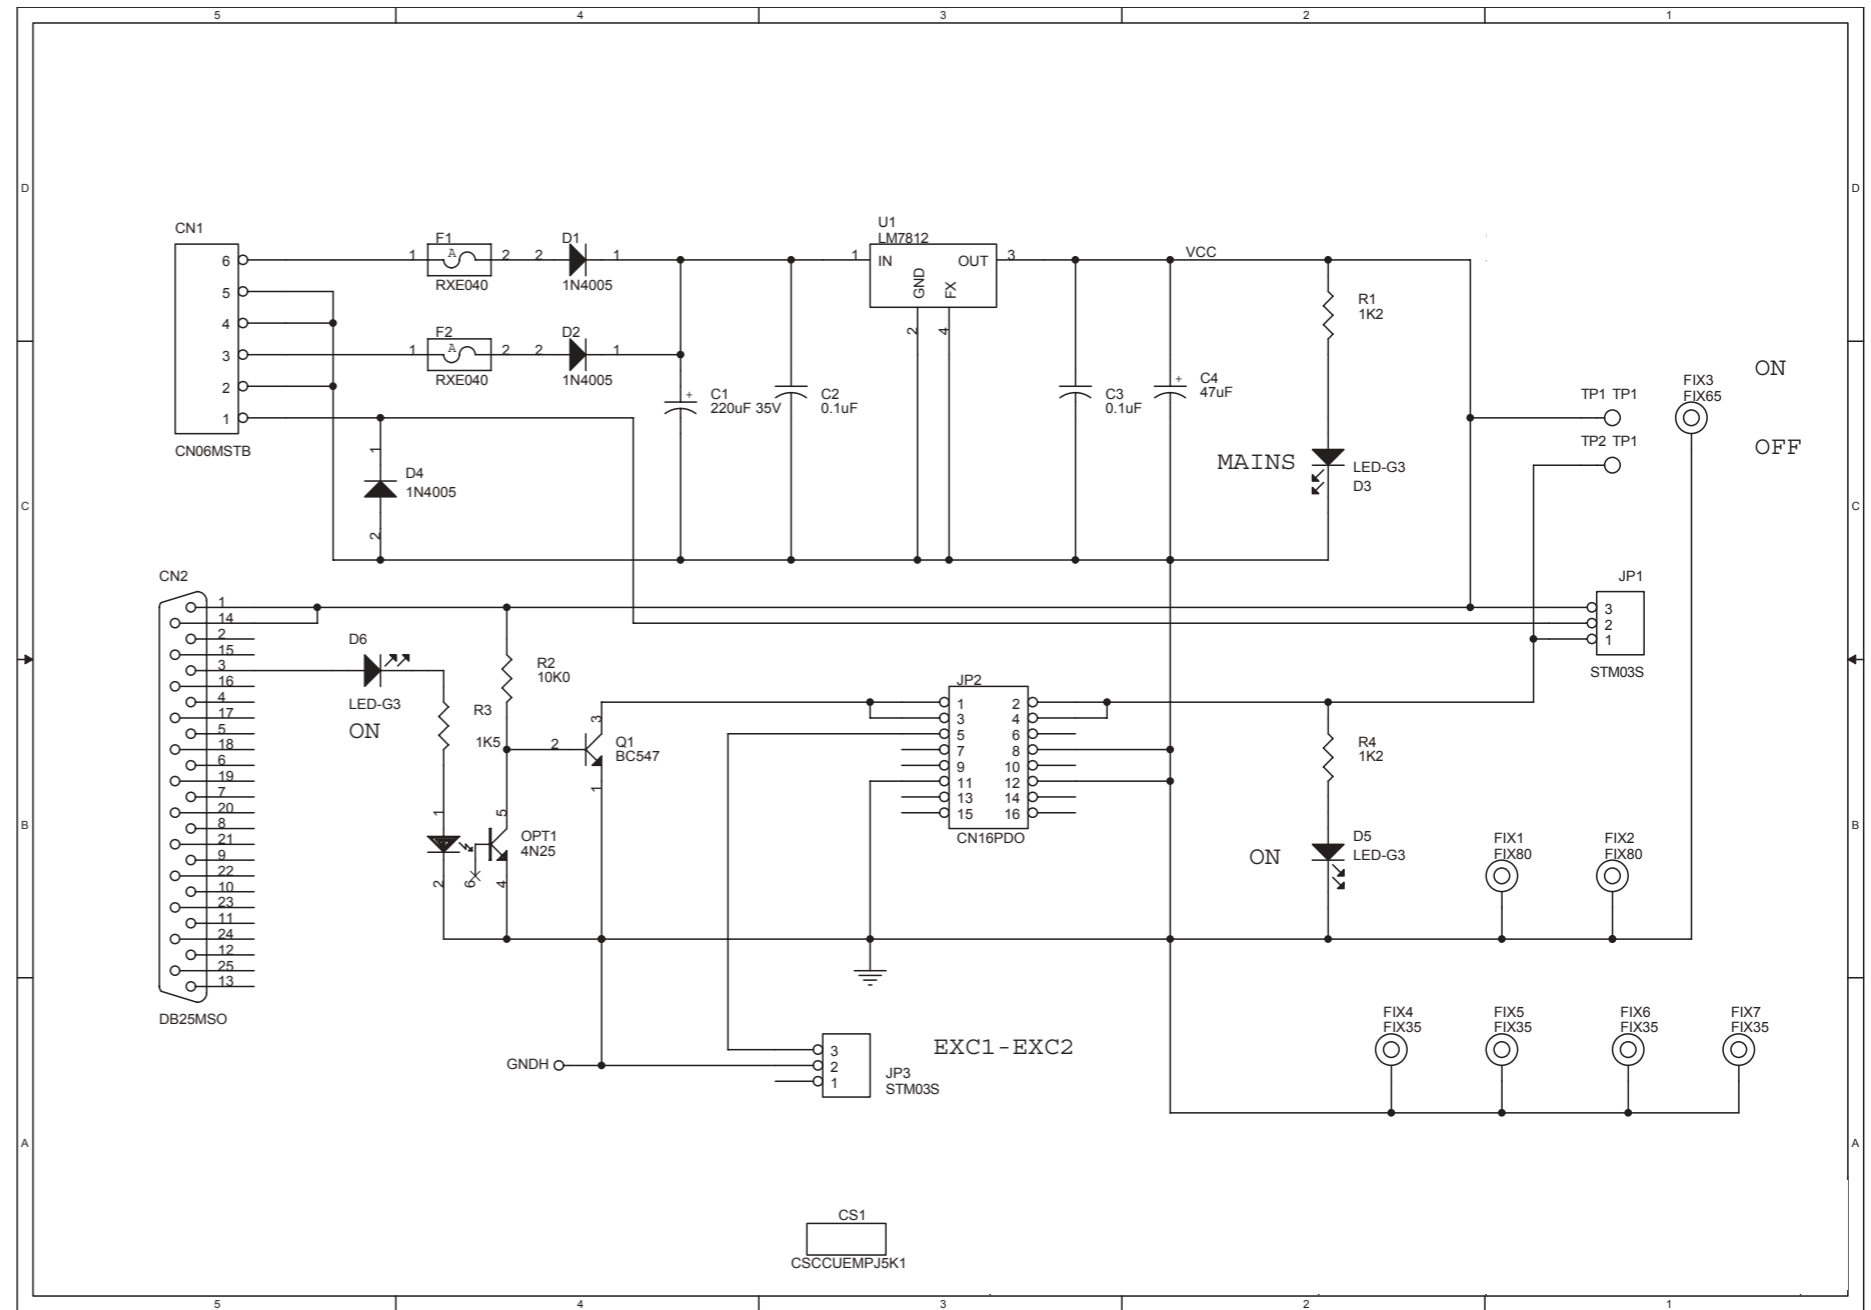 5 4 3 2 1
D D
C C
B B
A A
CN1
6
5
4
3
2
1
CN06MSTB
F1
1 A 2
RXE040
D1
2 1
1N4005
F2
1 A 2
RXE040
D2
2 1
1N4005
D4
1N4005
1
2
+
C1
220uF 35V
C2
0.1uF
U1
LM7812
1 IN OUT 3
GND FX
2 4
VCC
C3
0.1uF
+
C4
47uF
R1
1K2
MAINS
LED-G3
D3
TP1 TP1
TP2 TP1
FIX3
FIX65
ON
OFF
JP1
3
2
1
STM03S
CN2
1
14
2
15
3
16
4
17
5
18
6
19
7
20
8
21
9
22
10
23
11
24
12
25
13
DB25MSO
D6
LED-G3
ON
R3
1K5
R2
10K0
2
3
1
Q1
BC547
1
2
6
5
4
OPT1
4N25
JP2
1 2
3 4
5 6
7 8
9 10
11 12
13 14
15 16
CN16PDO
R4
1K2
ON
D5
LED-G3
FIX1
FIX80
FIX2
FIX80
GNDH
3
2
1
JP3
STM03S
EXC1-EXC2
FIX4
FIX35
FIX5
FIX35
FIX6
FIX35
FIX7
FIX35
CS1
CSCCUEMPJ5K1
5 4 3 2 1